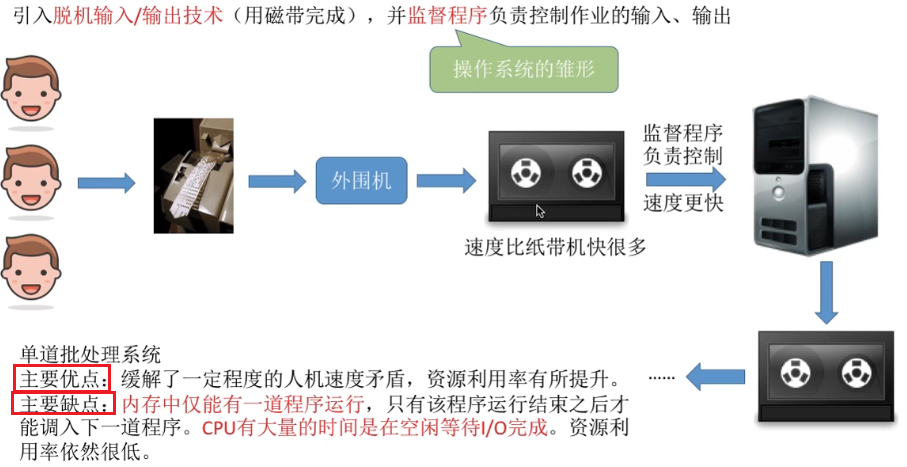 引入脱机输入/输出技术（用磁带完成），并监督程序负责控制作业的输入、输出
操作系统的雏形
外围机
监督程序
负责控制
速度更快
速度比纸带机快很多
单道批处理系统
主要优点：缓解了一定程度的人机速度矛盾，资源利用率有所提升。
主要缺点：内存中仅能有一道程序运行，只有该程序运行结束之后才
能调入下一道程序。CPU有大量的时间是在空闲等待I/O完成。资源利
用率依然很低。
……